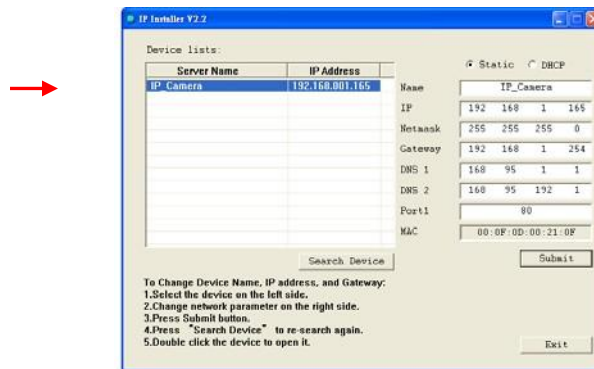 IP Installer V2.2
Device lists:
Server Name IP Address
IP_Camera 192.168.001.165
Static DHCP
Name IP_Camera
IP 192 168 1 165
Netmask 255 255 255 0
Gateway 192 168 1 254
DNS 1 168 95 1 1
DNS 2 168 95 192 1
Port1 80
MAC 00:0F:0D:00:21:0F
Search Device
Submit
To Change Device Name, IP address, and Gateway:
1.Select the device on the left side.
2.Change network parameter on the right side.
3.Press Submit button.
4.Press “Search Device” to re-search again.
5.Double click the device to open it.
Exit